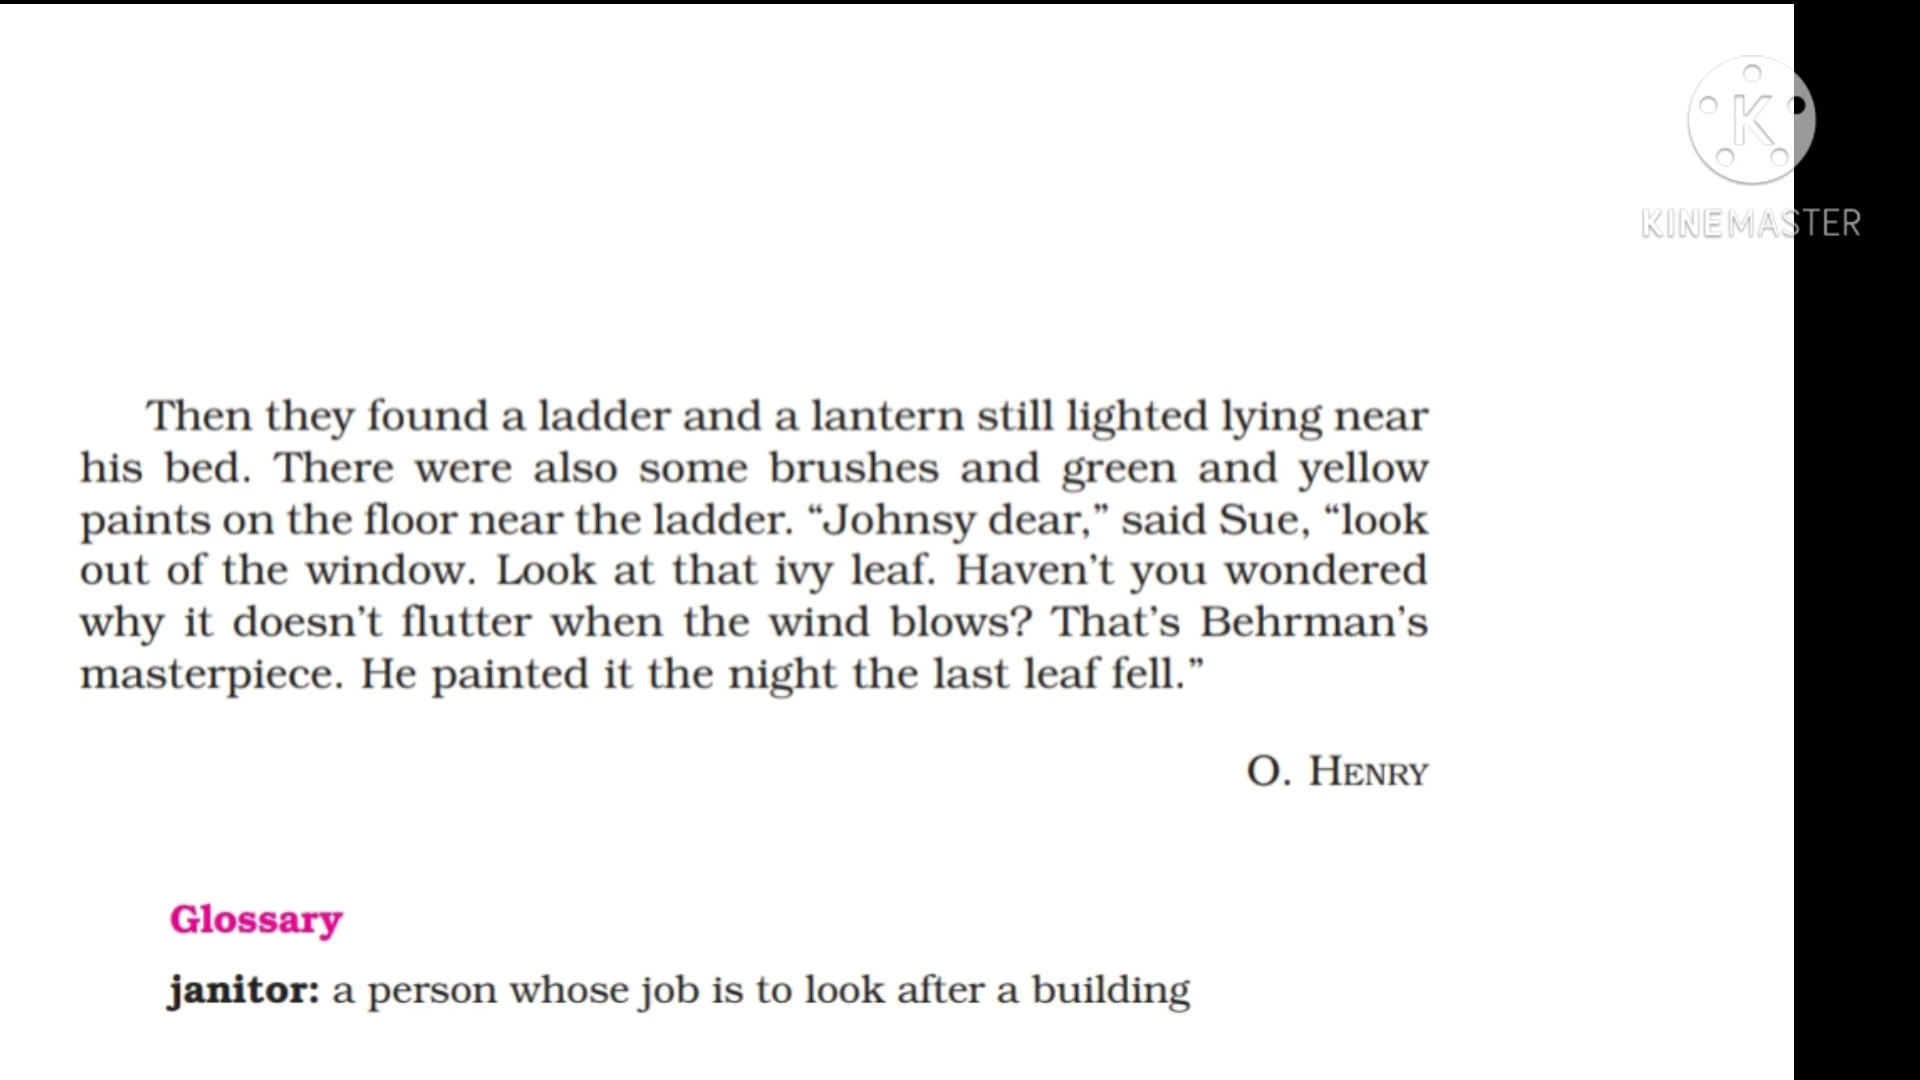 KINEMASTER
Then they found a ladder and a lantern still lighted lying near
his bed. There were also some brushes and green and yellow
paints on the floor near the ladder. “Johnsy dear,” said Sue, “look
out of the window. Look at that ivy leaf. Haven’t you wondered
why it doesn’t flutter when the wind blows? That’s Behrman’s
masterpiece. He painted it the night the last leaf fell.”
O. HENRY
Glossary
janitor: a person whose job is to look after a building